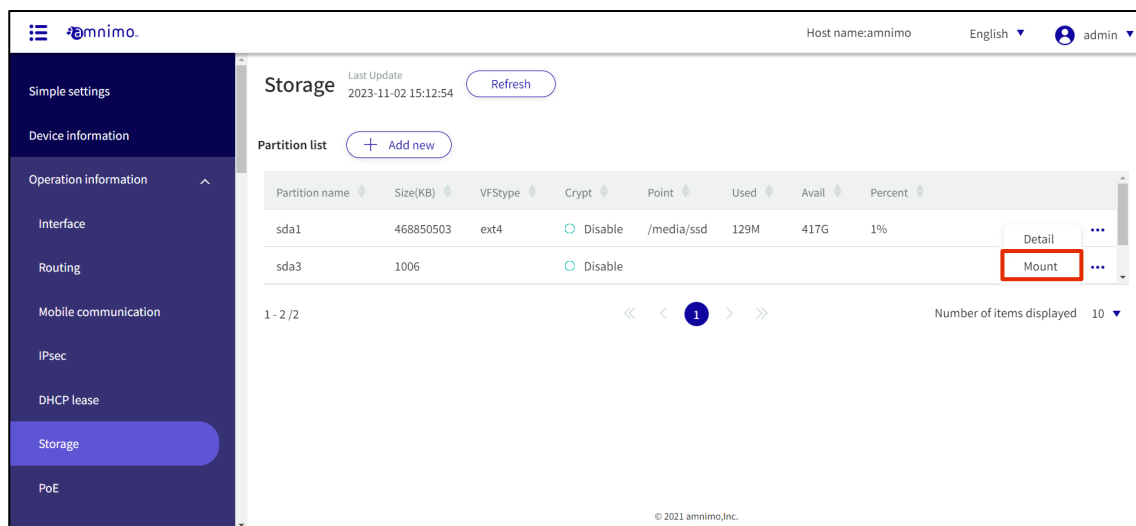 amnimo
Host name:amnimo
English
admin
Simple settings
Device information
Operation information
Interface
Routing
Mobile communication
IPsec
DHCP lease
Storage
PoE
Storage
Last Update
2023-11-02 15:12:54
Refresh
Partition list
+ Add new
Partition name Size(KB) VFStype Crypt Point Used Avail Percent
sda1 468850503 ext4 Disable /media/ssd 129M 417G 1%
Detail
sda3 1006 Disable
Mount
1 - 2 /2
1
Number of items displayed 10
© 2021 amnimo,Inc.